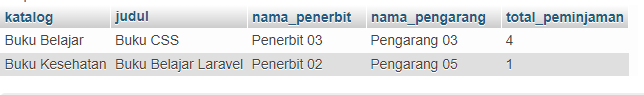 katalog judul nama_penerbit nama_pengarang total_peminjaman
Buku Belajar Buku CSS Penerbit 03 Pengarang 03 4
Buku Kesehatan Buku Belajar Laravel Penerbit 02 Pengarang 05 1